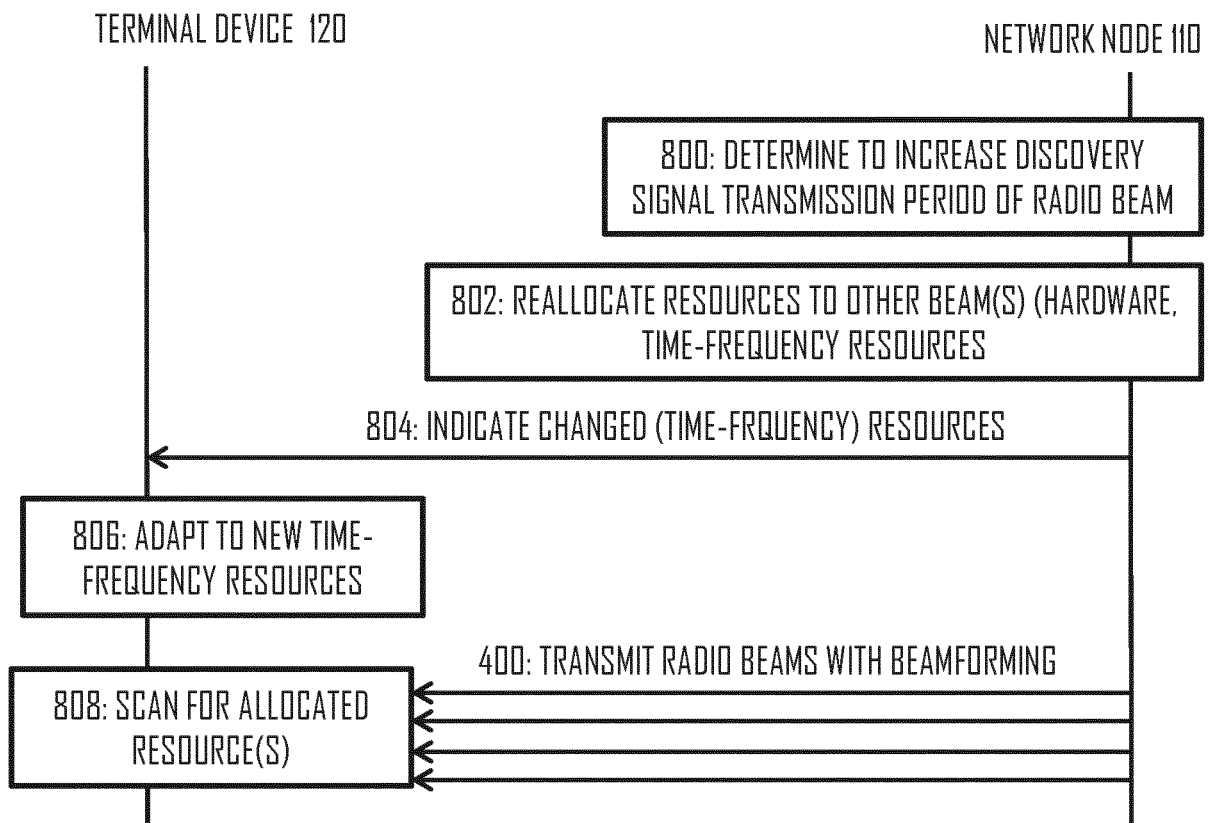 TERMINAL DEVICE 120
NETWORK NODE 110
800: DETERMINE TO INCREASE DISCOVERY
SIGNAL TRANSMISSION PERIOD OF RADIO BEAM
802: REALLOCATE RESOURCES TO OTHER BEAM(S) (HARDWARE,
TIME-FREQUENCY RESOURCES
804: INDICATE CHANGED (TIME-FRQUENCY) RESOURCES
806: ADAPT TO NEW TIME-
FREQUENCY RESOURCES
400: TRANSMIT RADIO BEAMS WITH BEAMFORMING
808: SCAN FOR ALLOCATED
RESOURCE(S)